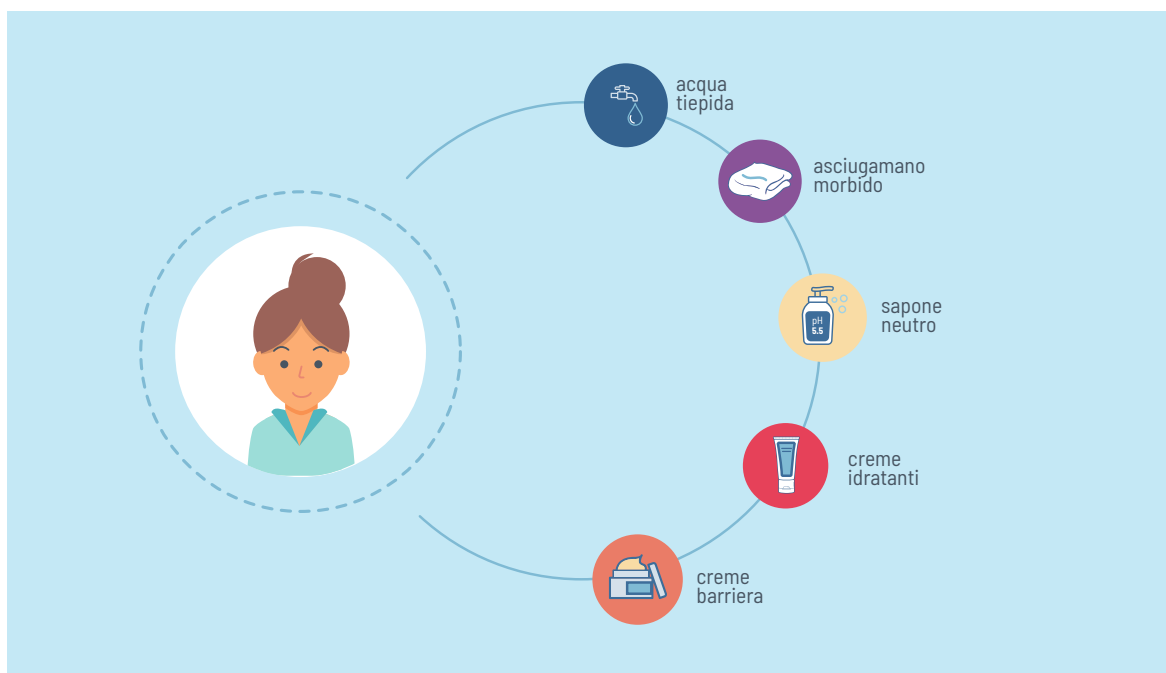 acqua
tiepida
asciugamano
morbido
sapone
neutro
pH
5.5
creme
idratanti
creme
barriera